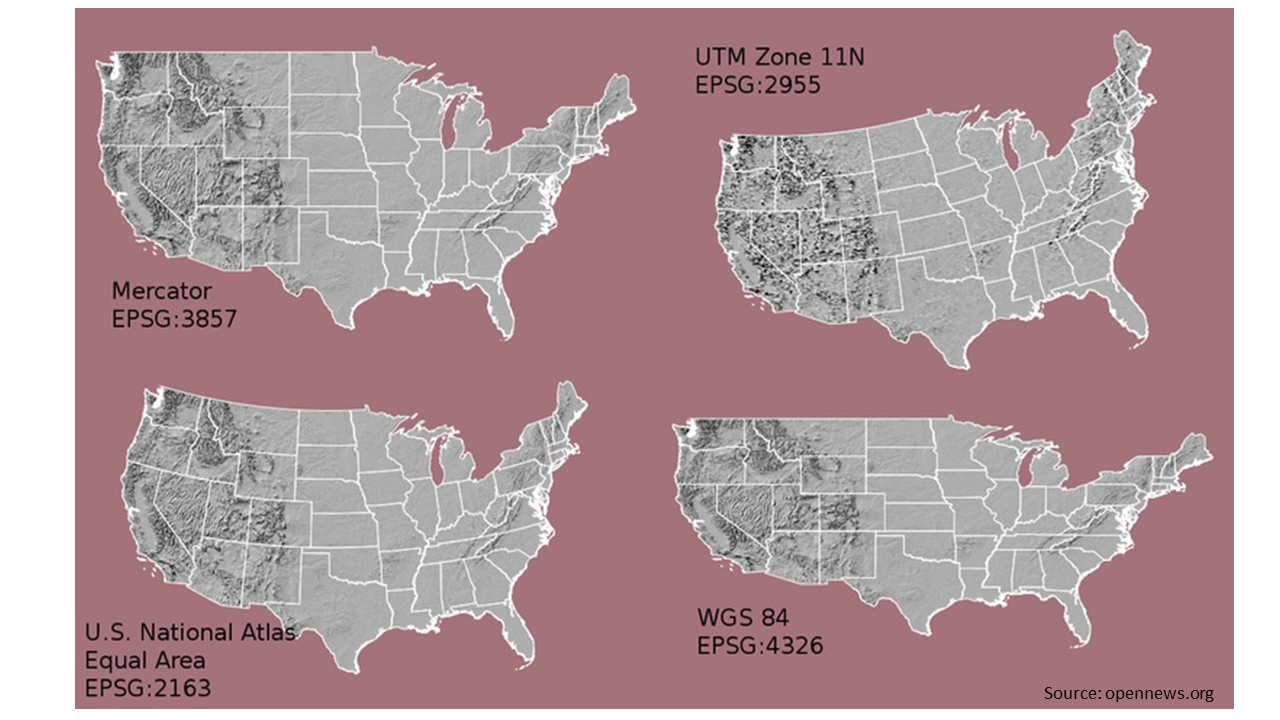 Mercator
EPSG:3857
UTM Zone 11N
EPSG:2955
U.S. National Atlas
Equal Area
EPSG:2163
WGS 84
EPSG:4326
Source: opennews.org